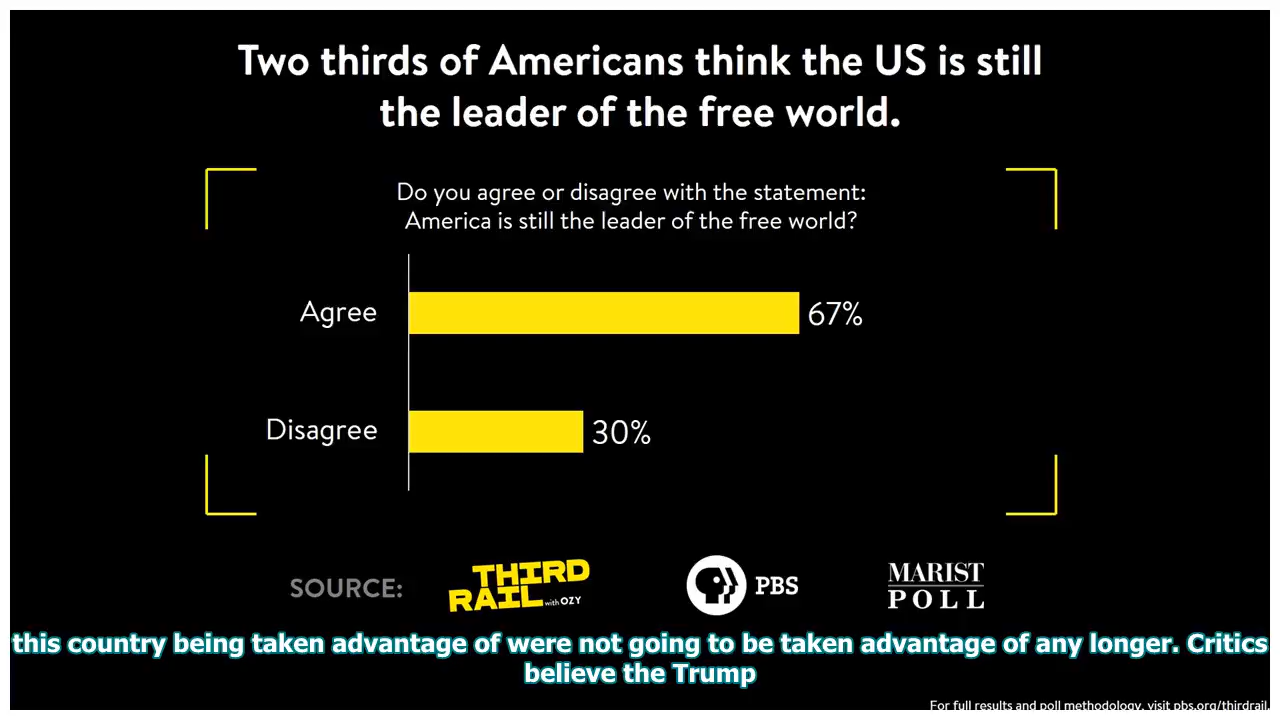 Two thirds of Americans think the US is still
the leader of the free world.
Do you agree or disagree with the statement:
America is still the leader of the free world?
Agree
67%
Disagree
30%
SOURCE:
THIRD
RAIL with OZY
PBS
MARIST
POLL
this country being taken advantage of were not going to be taken advantage of any longer. Critics
believe the Trump
For full results and poll methodology, visit pbs.org/thirdrail.